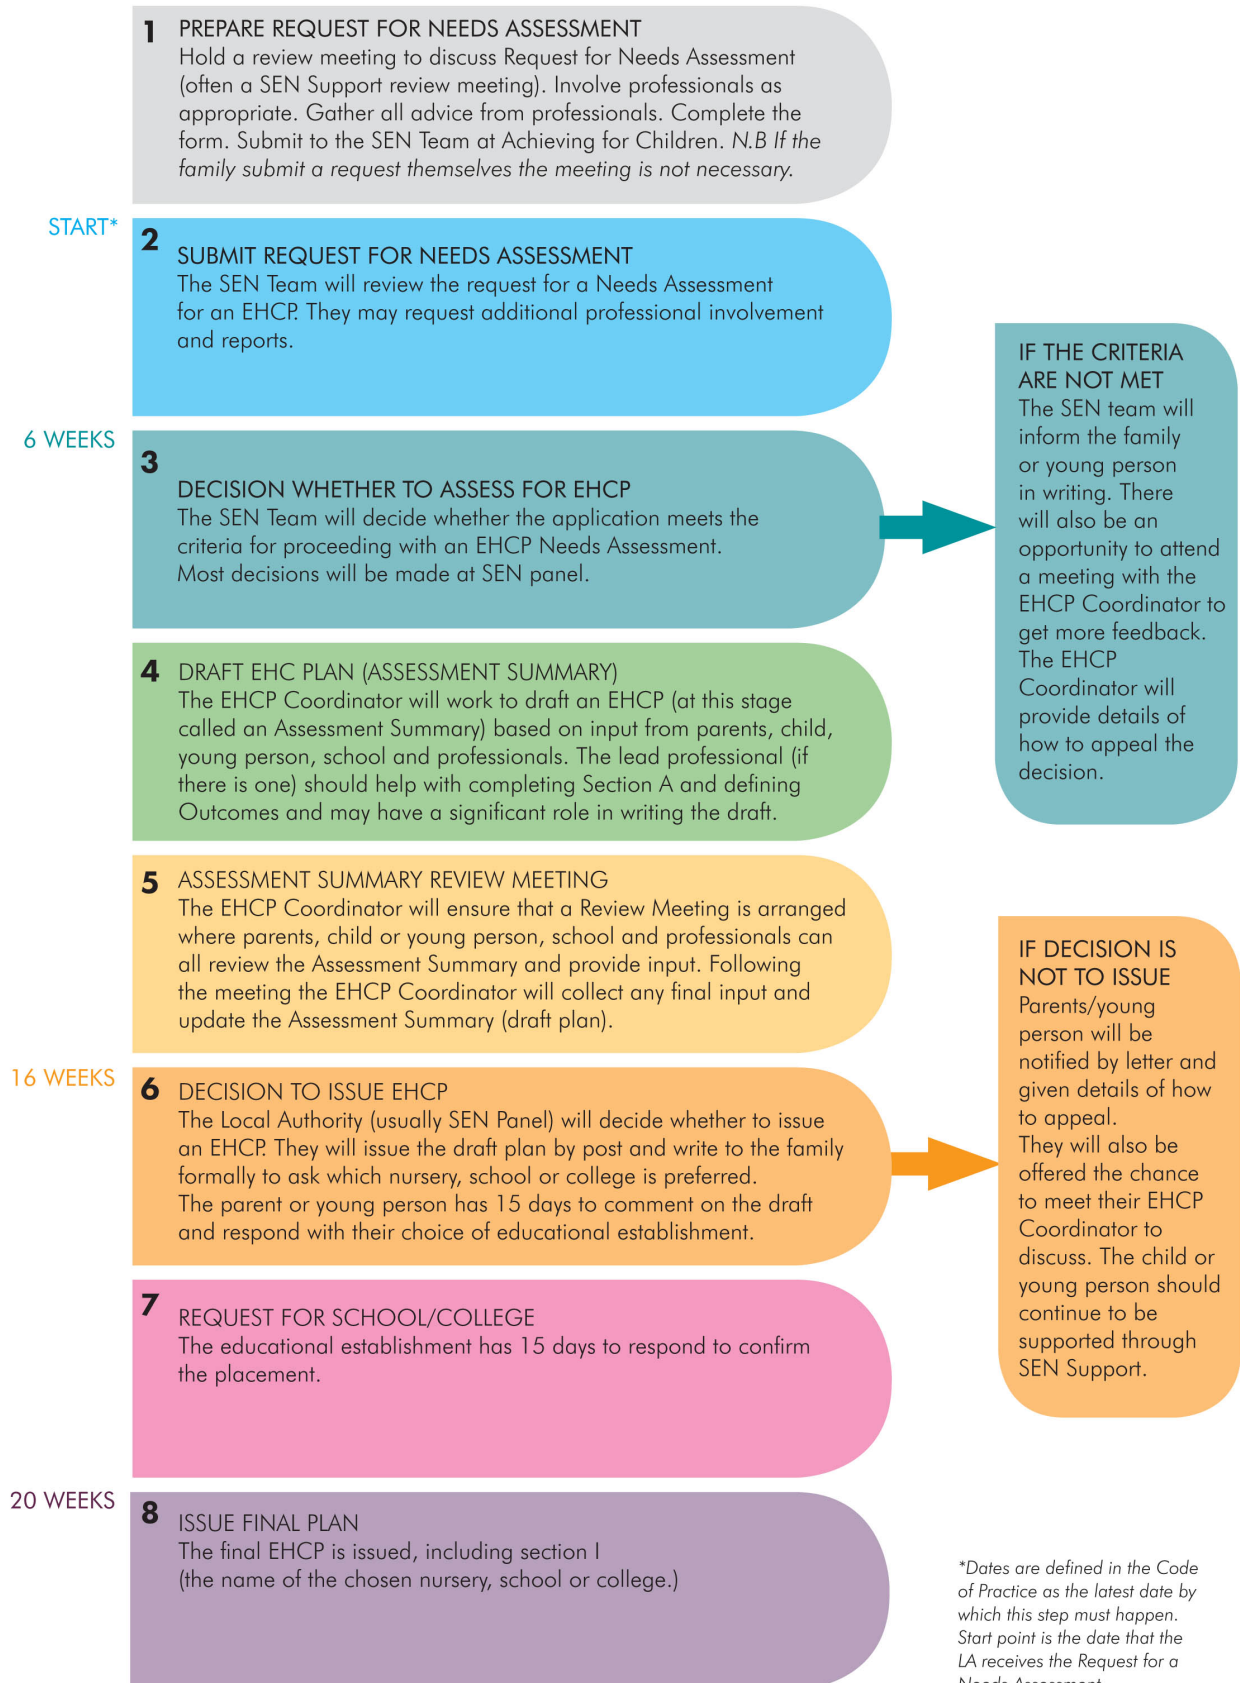 1 PREPARE REQUEST FOR NEEDS ASSESSMENT
Hold a review meeting to discuss Request for Needs Assessment
(often a SEN Support review meeting). Involve professionals as
appropriate. Gather all advice from professionals. Complete the
form. Submit to the SEN Team at Achieving for Children. N.B If the
family submit a request themselves the meeting is not necessary.
START*
2
SUBMIT REQUEST FOR NEEDS ASSESSMENT
The SEN Team will review the request for a Needs Assessment
for an EHCP. They may request additional professional involvement
and reports.
6 WEEKS
3
DECISION WHETHER TO ASSESS FOR EHCP
The SEN Team will decide whether the application meets the
criteria for proceeding with an EHCP Needs Assessment.
Most decisions will be made at SEN panel.
IF THE CRITERIA
ARE NOT MET
The SEN team will
inform the family
or young person
in writing. There
will also be an
opportunity to attend
a meeting with the
EHCP Coordinator to
get more feedback.
The EHCP
Coordinator will
provide details of
how to appeal the
decision.
4 DRAFT EHC PLAN (ASSESSMENT SUMMARY)
The EHCP Coordinator will work to draft an EHCP (at this stage
called an Assessment Summary) based on input from parents, child,
young person, school and professionals. The lead professional (if
there is one) should help with completing Section A and defining
Outcomes and may have a significant role in writing the draft.
5 ASSESSMENT SUMMARY REVIEW MEETING
The EHCP Coordinator will ensure that a Review Meeting is arranged
where parents, child or young person, school and professionals can
all review the Assessment Summary and provide input. Following
the meeting the EHCP Coordinator will collect any final input and
update the Assessment Summary (draft plan).
16 WEEKS
6 DECISION TO ISSUE EHCP
The Local Authority (usually SEN Panel) will decide whether to issue
an EHCP. They will issue the draft plan by post and write to the family
formally to ask which nursery, school or college is preferred.
The parent or young person has 15 days to comment on the draft
and respond with their choice of educational establishment.
IF DECISION IS
NOT TO ISSUE
Parents/young
person will be
notified by letter and
given details of how
to appeal.
They will also be
offered the chance
to meet their EHCP
Coordinator to
discuss. The child or
young person should
continue to be
supported through
SEN Support.
7
REQUEST FOR SCHOOL/COLLEGE
The educational establishment has 15 days to respond to confirm
the placement.
20 WEEKS
8 ISSUE FINAL PLAN
The final EHCP is issued, including section I
(the name of the chosen nursery, school or college.)
*Dates are defined in the Code
of Practice as the latest date by
which this step must happen.
Start point is the date that the
LA receives the Request for a
Needs Assessment